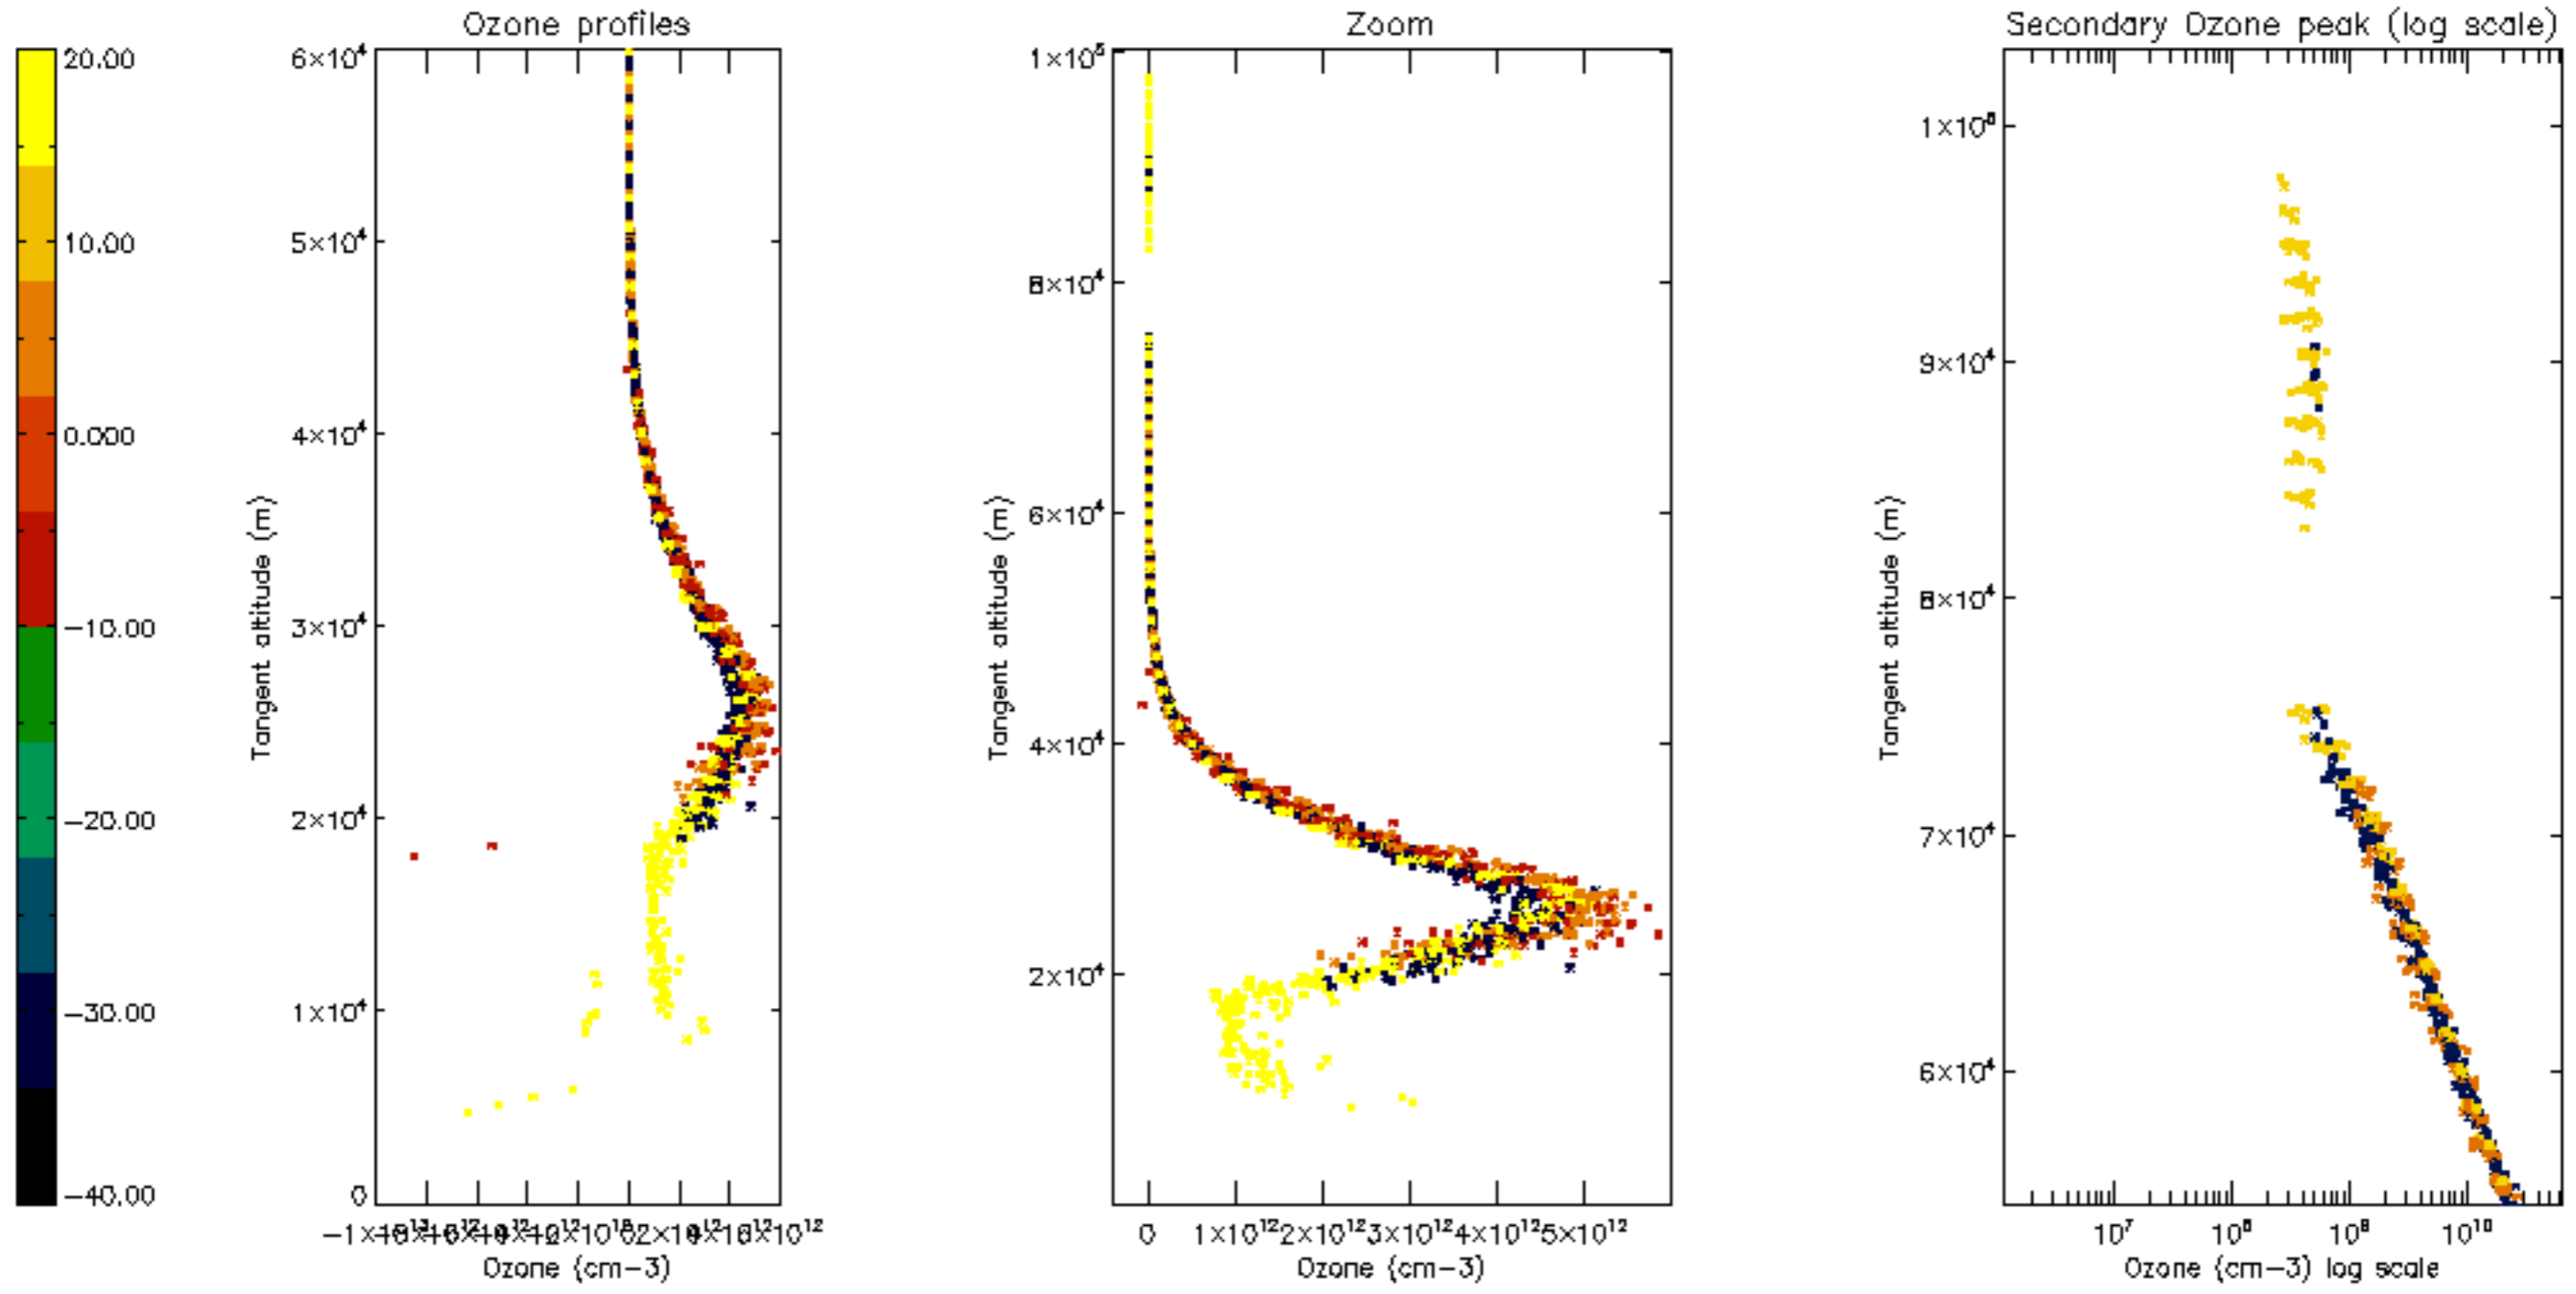 Ozone profiles
Zoom
Secondary Ozone peak (log scale)
20.00
10.00
0.000
−10.00
−20.00
−30.00
−40.00
6×10⁴
5×10⁴
4×10⁴
3×10⁴
2×10⁴
1×10⁴
0
Tangent altitude (m)
Ozone (cm−3)
1×10⁵
8×10⁴
6×10⁴
4×10⁴
2×10⁴
Tangent altitude (m)
0 1×10¹² 2×10¹² 3×10¹² 4×10¹² 5×10¹²
Ozone (cm−3)
9×10⁴
8×10⁴
7×10⁴
6×10⁴
Tangent altitude (m)
10⁷ 10⁸ 10⁹ 10¹⁰
Ozone (cm−3) log scale